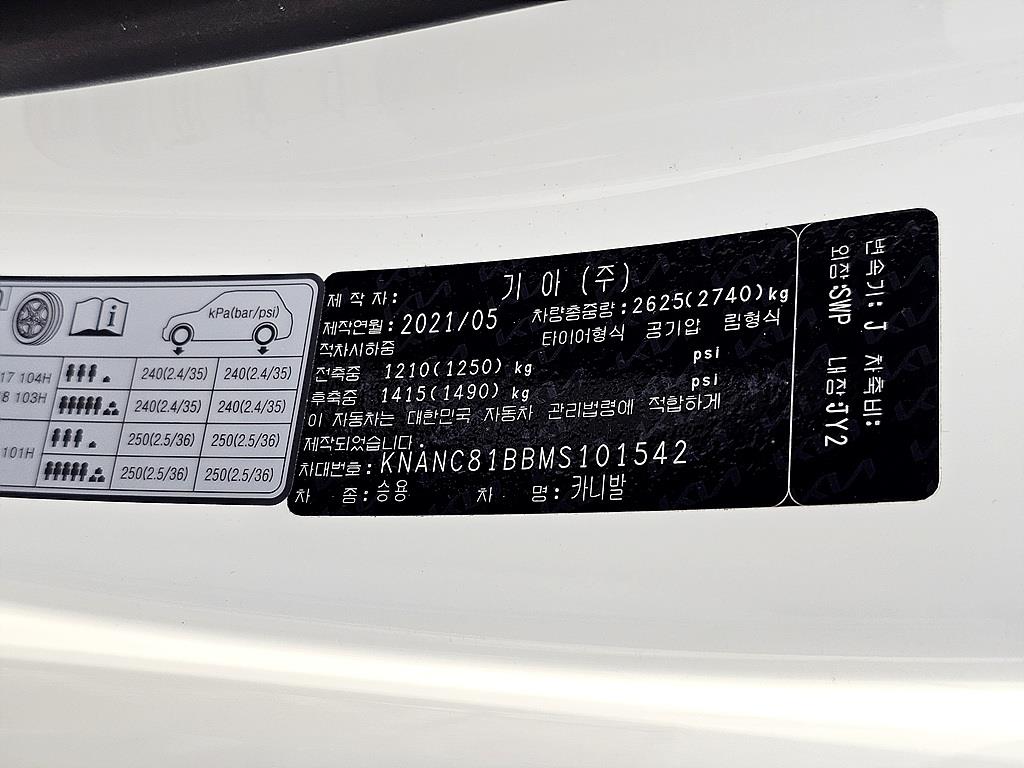 kPa(bar/psi)
17 104H 240(2.4/35) 240(2.4/35)
18 103H 240(2.4/35) 240(2.4/35)
101H 250(2.5/36) 250(2.5/36)
250(2.5/36) 250(2.5/36)
제작자: 기아 (주)
제작연월: 2021/05 차량총중량: 2625(2740)kg
적차시하중 타이어형식 공기압 림형식
전축중 1210(1250) kg psi
후축중 1415(1490) kg psi
이 자동차는 대한민국 자동차 관리법령에 적합하게
제작되었습니다.
차대번호: KNANC81BBMS101542
차 종: 승용 차 명: 카니발
변속기: J 차축비:
외장SWP 내장JY2